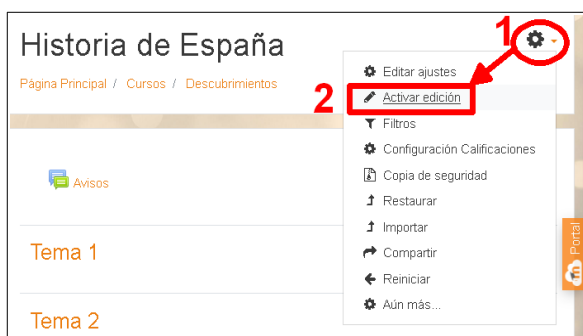 Historia de España
Página Principal / Cursos / Descubrimientos
1
2
Editar ajustes
Activar edición
Filtros
Configuración Calificaciones
Copia de seguridad
Restaurar
Importar
Compartir
Reiniciar
Aún más...
Avisos
Tema 1
Tema 2
Portal
m